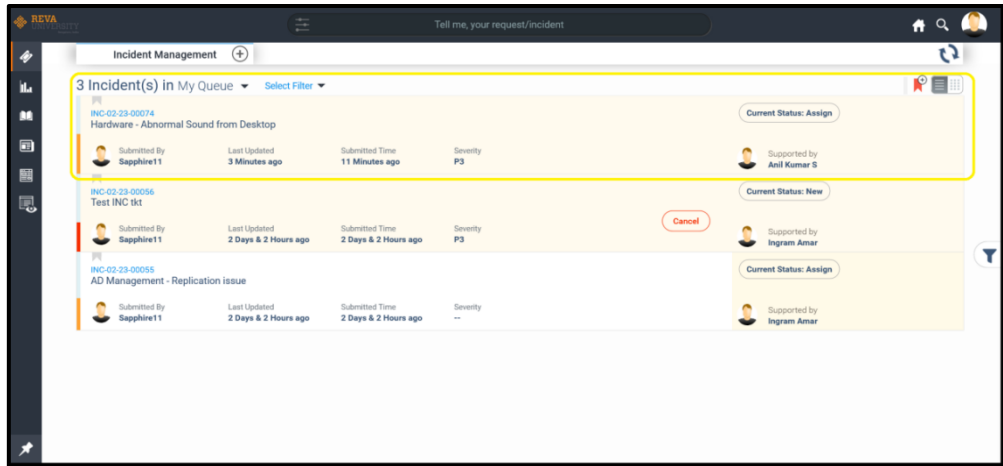 REVA
UNIVERSITY
Tell me, your request/incident
Incident Management
3 Incident(s) in My Queue Select Filter
INC-02-23-00074
Hardware - Abnormal Sound from Desktop
Current Status: Assign
Submitted By Last Updated Submitted Time Severity Supported by
Sapphire11 3 Minutes ago 11 Minutes ago P3 Anil Kumar S
INC-02-23-00056
Test INC tkt
Current Status: New
Cancel
Submitted By Last Updated Submitted Time Severity Supported by
Sapphire11 2 Days & 2 Hours ago 2 Days & 2 Hours ago P3 Ingram Amar
INC-02-23-00055
AD Management - Replication issue
Current Status: Assign
Submitted By Last Updated Submitted Time Severity Supported by
Sapphire11 2 Days & 2 Hours ago 2 Days & 2 Hours ago -- Ingram Amar